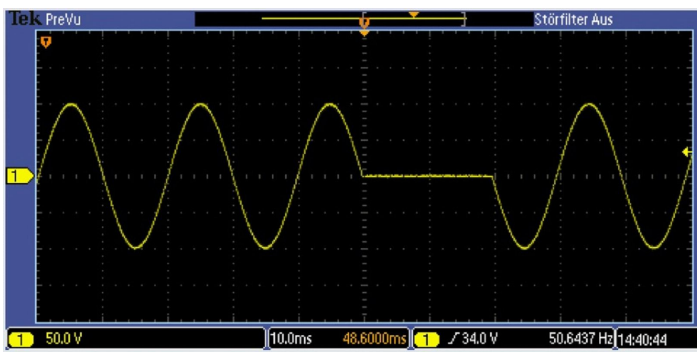 Tek PreVu Störfilter Aus
T
T
1
1 50.0 V 10.0ms 48.6000ms 1 34.0 V 50.6437 Hz 14:40:44